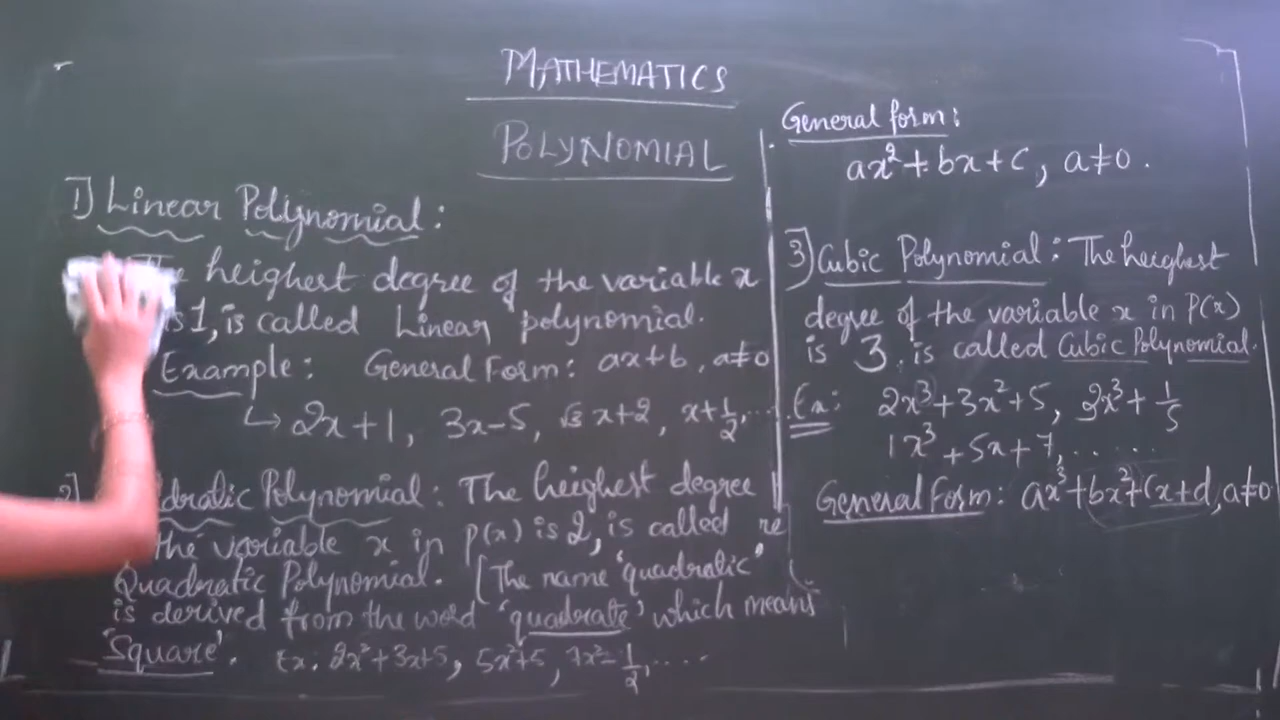 MATHEMATICS
POLYNOMIAL
1) Linear Polynomial:
The heighest degree of the variable x
is 1, is called Linear polynomial.
Example: General Form: ax+b, a≠0
↳ 2x+1, 3x-5, √3 x+2, x+1/2, ....
2) dratic Polynomial: The heighest degree
the variable x in p(x) is 2, is called
Quadratic Polynomial. [The name 'quadratic'
is derived from the word 'quadrate' which means
'Square'. Ex: 2x²+3x+5, 5x²+5, 7x²-1/2, ....
General form:
ax²+bx+c, a≠0.
3) Cubic Polynomial: The heighest
degree of the variable x in P(x)
is 3, is called Cubic Polynomial.
Ex: 2x³+3x²+5, 2x³+1/5
1x³+5x+7, .....
General Form: ax³+bx²+cx+d, a≠0